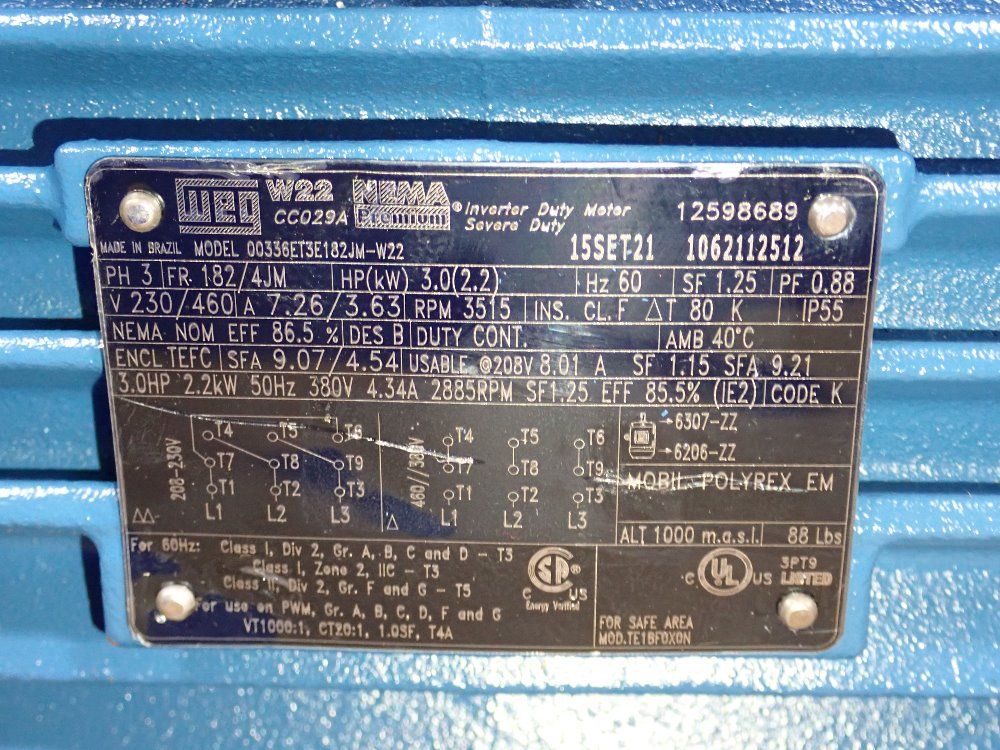 WEG W22 NEMA Premium® Inverter Duty Motor 12598689
CC029A Severe Duty
MADE IN BRAZIL MODEL 00336ET3E182JM-W22 15SET21 1062112512
PH 3 FR. 182/4JM HP(kW) 3.0(2.2) Hz 60 SF 1.25 PF 0.88
V 230/460 A 7.26/3.63 RPM 3515 INS. CL. F ΔT 80 K IP55
NEMA NOM EFF 86.5 % DES B DUTY CONT. AMB 40°C
ENCL TEFC SFA 9.07/4.54 USABLE @208V 8.01 A SF 1.15 SFA 9.21
3.0HP 2.2kW 50Hz 380V 4.34A 2885RPM SF1.25 EFF 85.5% (IE2) CODE K
208-230V
T4 T5 T6
T7 T8 T9
T1 T2 T3
ΔΔ L1 L2 L3
460//380V
T4 T5 T6
T7 T8 T9
T1 T2 T3
Δ L1 L2 L3
6307-ZZ
6206-ZZ
MOBIL POLYREX EM
ALT 1000 m.a.s.l. 88 Lbs
For 60Hz: Class I, Div 2, Gr. A, B, C and D - T3
Class I, Zone 2, IIC - T3
Class II, Div 2, Gr. F and G - T5
For use on PWM, Gr. A, B, C, D, F and G
VT1000:1, CT20:1, 1.0SF, T4A
C SP® US
Energy Verified
C UL US 3PT9
LISTED
FOR SAFE AREA
MOD.TE1BF0X0N